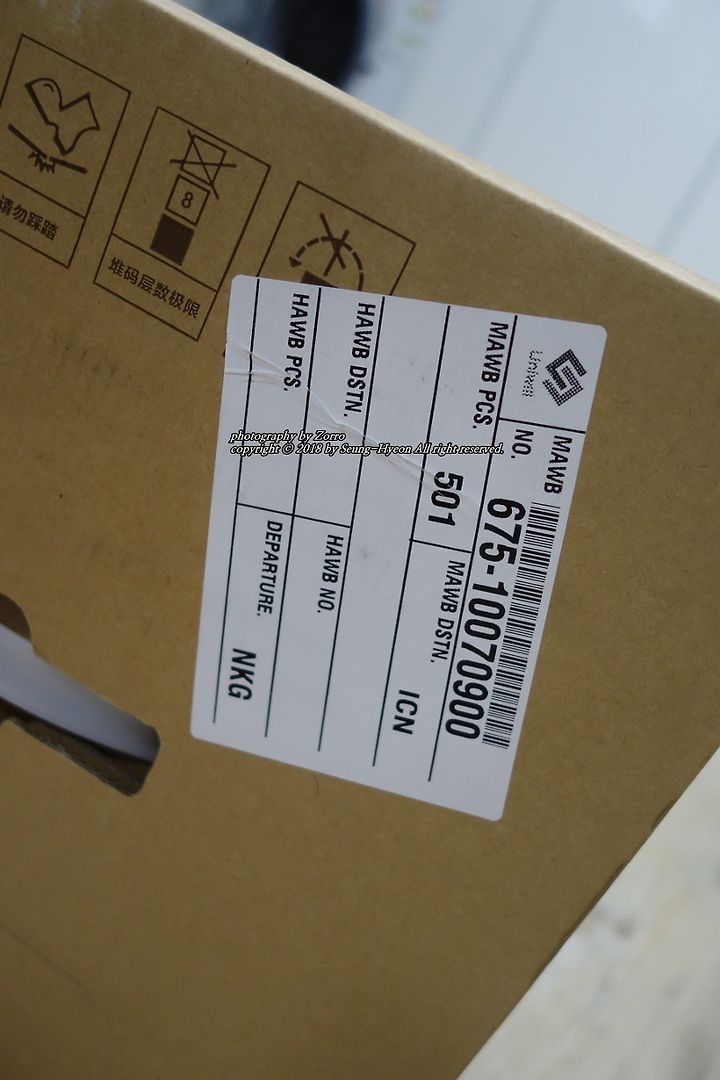 请勿踩踏
8
堆码层数极限
Uniwill
MAWB
NO. 675-10070900
MAWB PCS. 501
MAWB DSTN. ICN
HAWB DSTN.
HAWB NO.
HAWB PCS.
DEPARTURE. NKG
photography by Zorro
copyright © 2018 by Seung-Hyeon All right reserved.